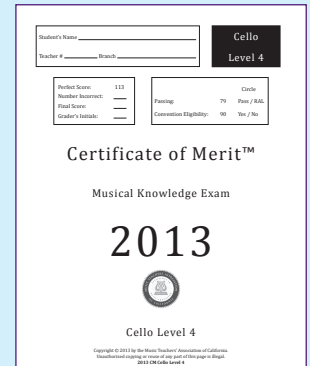 Student's Name
Teacher # Branch
Cello
Level 4
Perfect Score: 113
Number Incorrect:
Final Score:
Grader's Initials:
Circle
Passing: 79 Pass / RAL
Convention Eligibility: 90 Yes / No
Certificate of Merit™
Musical Knowledge Exam
2013
Cello Level 4
Copyright © 2013 by the Music Teachers' Association of California.
Unauthorized copying or reuse of any part of this page is illegal.
2013 CM Cello Level 4